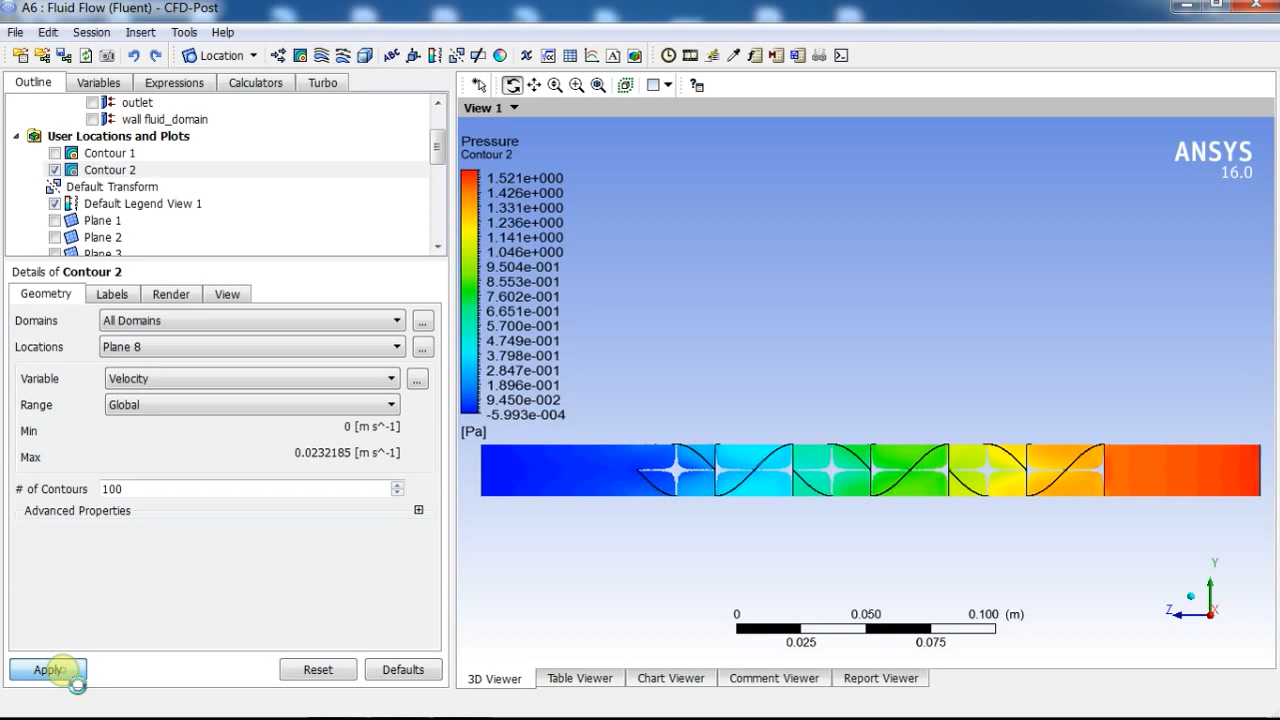 A6 : Fluid Flow (Fluent) - CFD-Post
File Edit Session Insert Tools Help
Location
Outline Variables Expressions Calculators Turbo
outlet
wall fluid_domain
User Locations and Plots
Contour 1
Contour 2
Default Transform
Default Legend View 1
Plane 1
Plane 2
Plane 3
Details of Contour 2
Geometry Labels Render View
Domains All Domains ...
Locations Plane 8 ...
Variable Velocity ...
Range Global
Min 0 [m s^-1]
Max 0.0232185 [m s^-1]
# of Contours 100
Advanced Properties
Apply Reset Defaults
View 1
Pressure
Contour 2
1.521e+000
1.426e+000
1.331e+000
1.236e+000
1.141e+000
1.046e+000
9.504e-001
8.553e-001
7.602e-001
6.651e-001
5.700e-001
4.749e-001
3.798e-001
2.847e-001
1.896e-001
9.450e-002
-5.993e-004
[Pa]
ANSYS
16.0
0 0.050 0.100 (m)
0.025 0.075
Y
Z X
3D Viewer Table Viewer Chart Viewer Comment Viewer Report Viewer